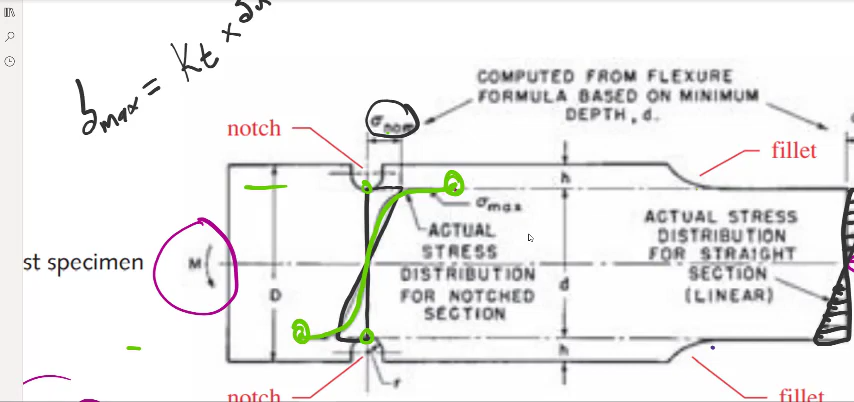 σmax = Kt ×
COMPUTED FROM FLEXURE
FORMULA BASED ON MINIMUM
DEPTH, d.
σnom
notch
fillet
h
σmax
ACTUAL
STRESS
DISTRIBUTION
FOR NOTCHED
SECTION
ACTUAL STRESS
DISTRIBUTION
FOR STRAIGHT
SECTION
(LINEAR)
st specimen
M
D
d
h
r
notch
fillet